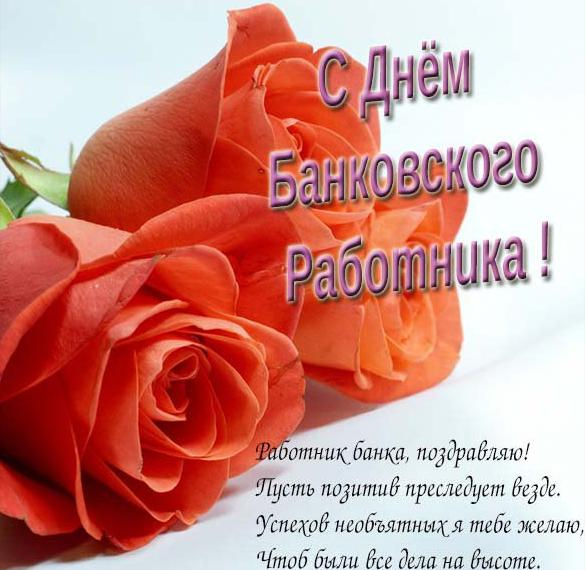 С Днём
Банковского
Работника !
Работник банка, поздравляю!
Пусть позитив преследует везде.
Успехов необъятных я тебе желаю,
Чтоб были все дела на высоте.